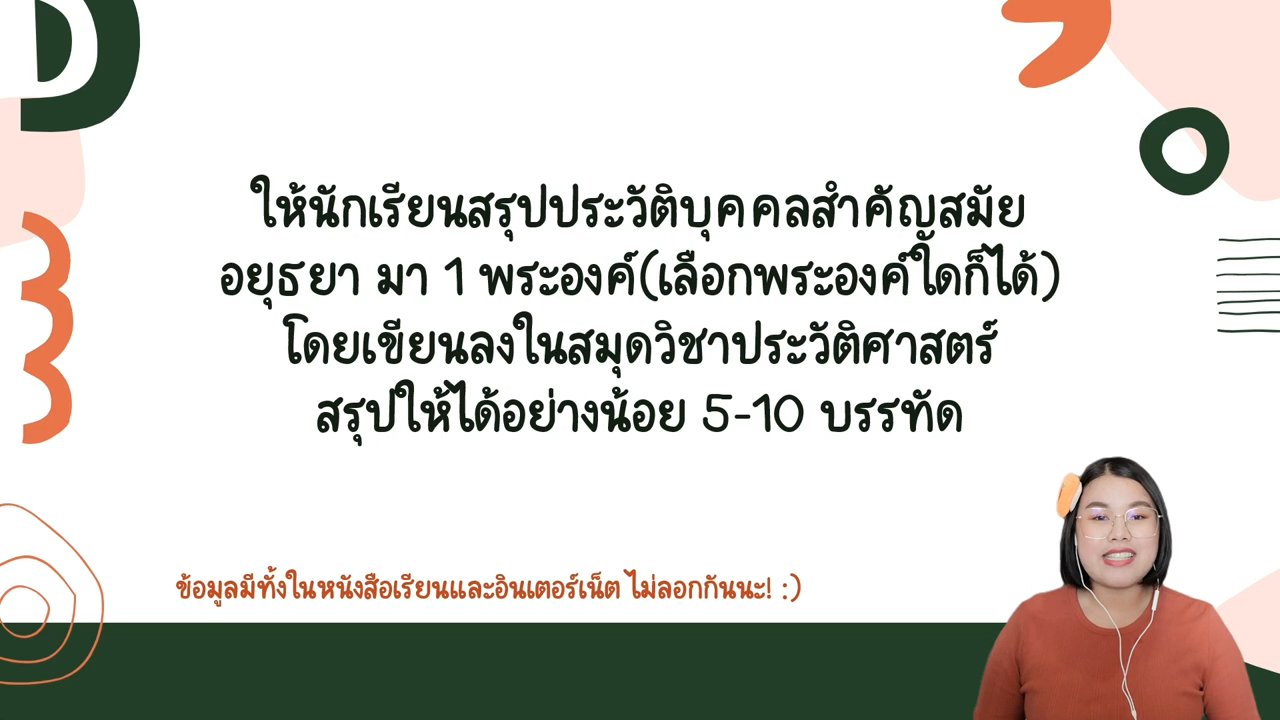 ให้นักเรียนสรุปประวัติบุคคลสำคัญสมัย
อยุธยา มา 1 พระองค์(เลือกพระองค์ใดก็ได้)
โดยเขียนลงในสมุดวิชาประวัติศาสตร์
สรุปให้ได้อย่างน้อย 5-10 บรรทัด
ข้อมูลมีทั้งในหนังสือเรียนและอินเตอร์เน็ต ไม่ลอกกันนะ! :)